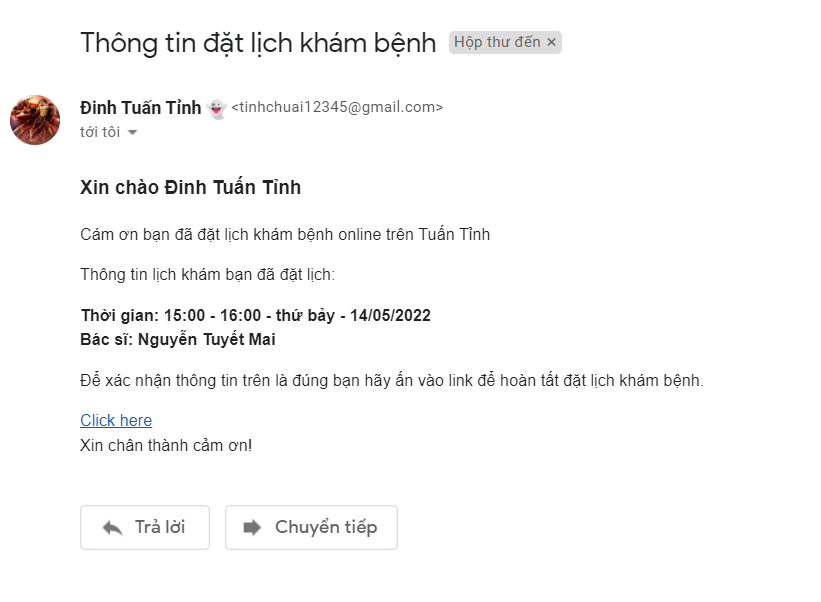 Thông tin đặt lịch khám bệnh Hộp thư đến ×
Đinh Tuấn Tỉnh 👻 <tinhchuai12345@gmail.com>
tới tôi
Xin chào Đinh Tuấn Tỉnh
Cám ơn bạn đã đặt lịch khám bệnh online trên Tuấn Tỉnh
Thông tin lịch khám bạn đã đặt lịch:
Thời gian: 15:00 - 16:00 - thứ bảy - 14/05/2022
Bác sĩ: Nguyễn Tuyết Mai
Để xác nhận thông tin trên là đúng bạn hãy ấn vào link để hoàn tất đặt lịch khám bệnh.
Click here
Xin chân thành cảm ơn!
Trả lời Chuyển tiếp